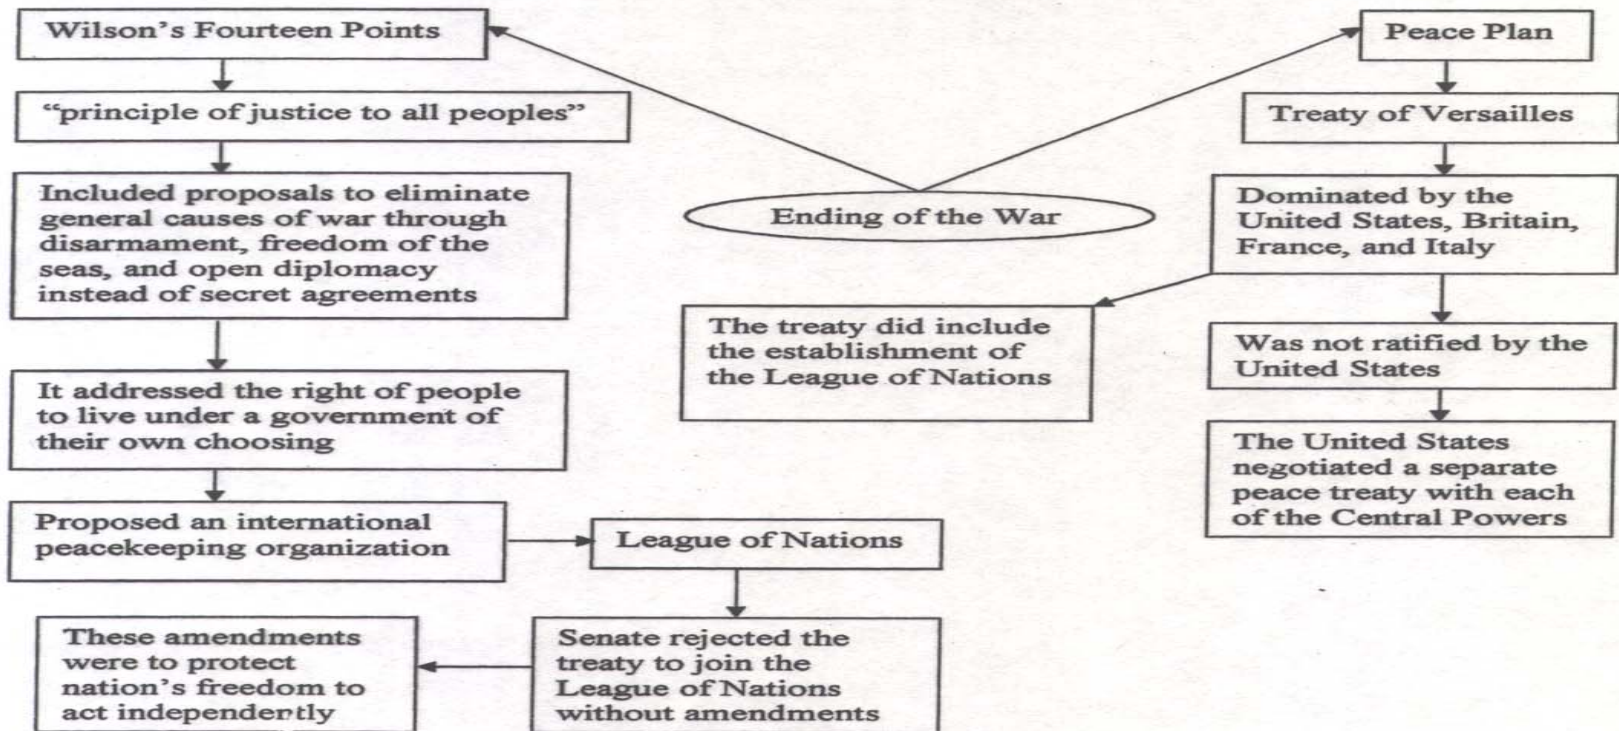 Wilson's Fourteen Points
"principle of justice to all peoples"
Included proposals to eliminate
general causes of war through
disarmament, freedom of the
seas, and open diplomacy
instead of secret agreements
It addressed the right of people
to live under a government of
their own choosing
Proposed an international
peacekeeping organization
League of Nations
Senate rejected the
treaty to join the
League of Nations
without amendments
These amendments
were to protect
nation's freedom to
act independently
Ending of the War
Peace Plan
Treaty of Versailles
Dominated by the
United States, Britain,
France, and Italy
The treaty did include
the establishment of
the League of Nations
Was not ratified by the
United States
The United States
negotiated a separate
peace treaty with each
of the Central Powers